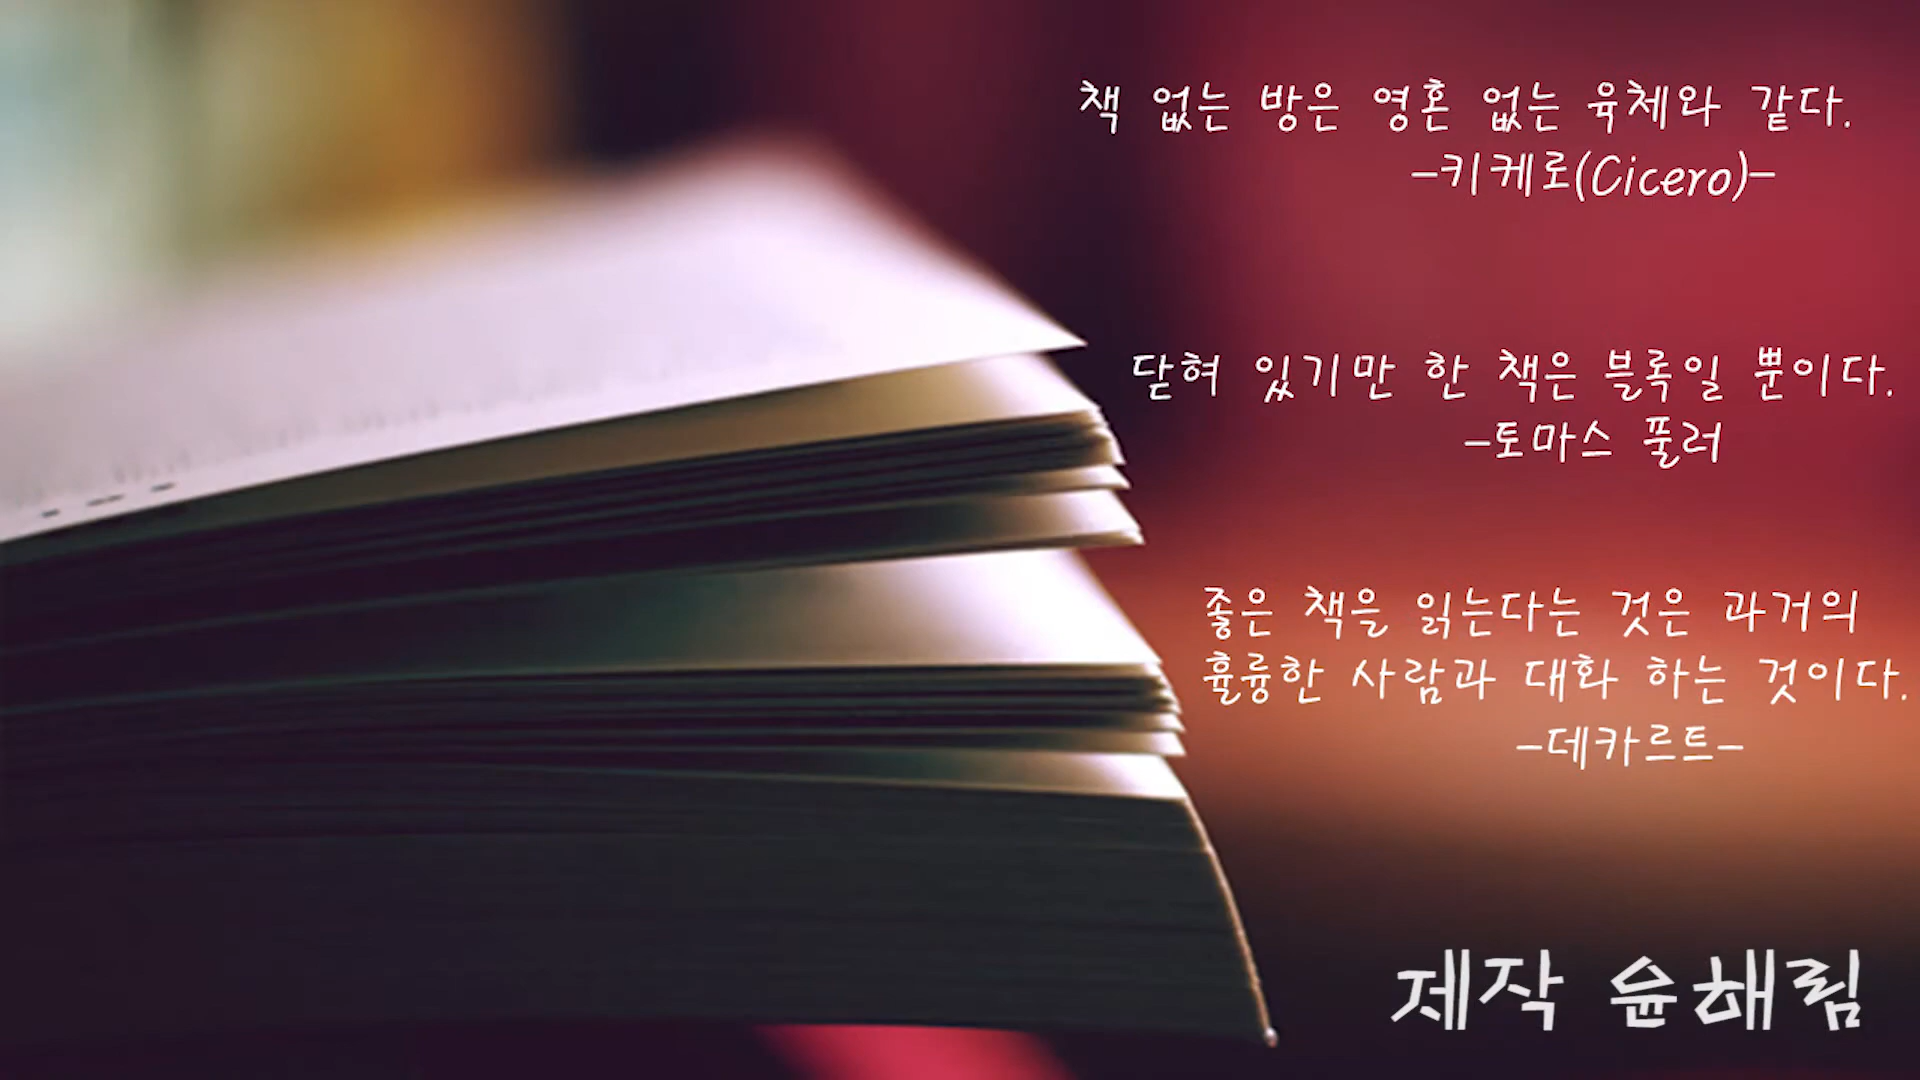 책 없는 방은 영혼 없는 육체와 같다.
-키케로(Cicero)-
닫혀 있기만 한 책은 블록일 뿐이다.
-토마스 풀러
좋은 책을 읽는다는 것은 과거의
휼륭한 사람과 대화 하는 것이다.
-데카르트-
제작 윤해림